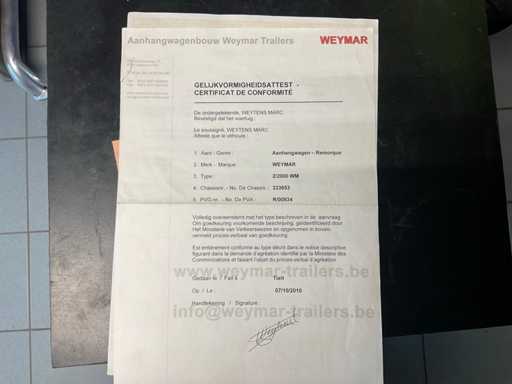 Aanhangwagenbouw Weymar Trailers WEYMAR
GELIJKVORMIGHEIDSATTEST -
CERTIFICAT DE CONFORMITÉ
De ondergetekende, WEYTENS MARC
Bevestigt dat het voertuig :
Le soussigné, WEYTENS MARC
Atteste que le véhicule :
1. Aard - Genre : Aanhangwagen - Remorque
2. Merk - Marque : WEYMAR
3. Type : 2/2000 WM
4. Chassisnr. - No. De Chassis : 223653
5. PVG nr. - No. De PVA : R/00634
Volledig overeenstemt met het type beschreven in de aanvraag
Om goedkeuring voorkomende beschrijving, geïdentificeerd door
Het Ministerie van Verkeerswezen en opgenomen in boven-
vermeld proces-verbaal van goedkeuring.
Est entièrement conforme au type décrit dans la notice descriptive
figurant dans la demande d'agréation identifié par le Ministère des
Communications et faisant l'objet du procès-verbal d'agréation
www.weymar-trailers.be
Gedaan te / Fait à : Tielt
Op / Le : 07/10/2010
Handtekening / Signature :
info@weymar-trailers.be